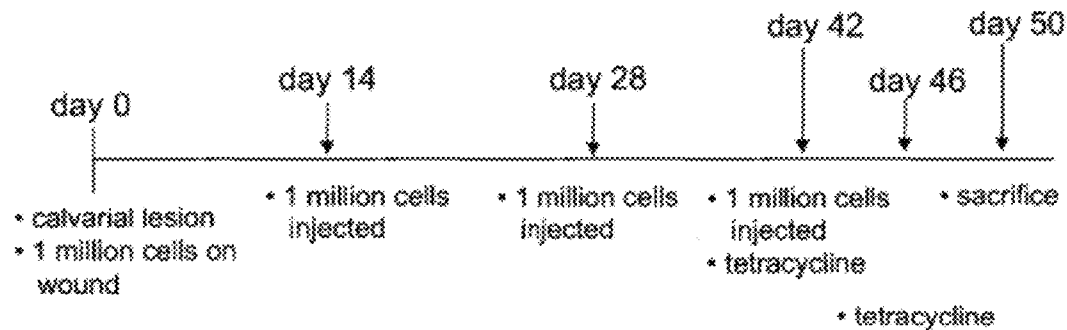 day 42
day 50
day 14
day 28
day 46
day 0
• calvarial lesion
• 1 million cells on
wound
• 1 million cells
injected
• 1 million cells
injected
• 1 million cells
injected
• tetracycline
• sacrifice
• tetracycline